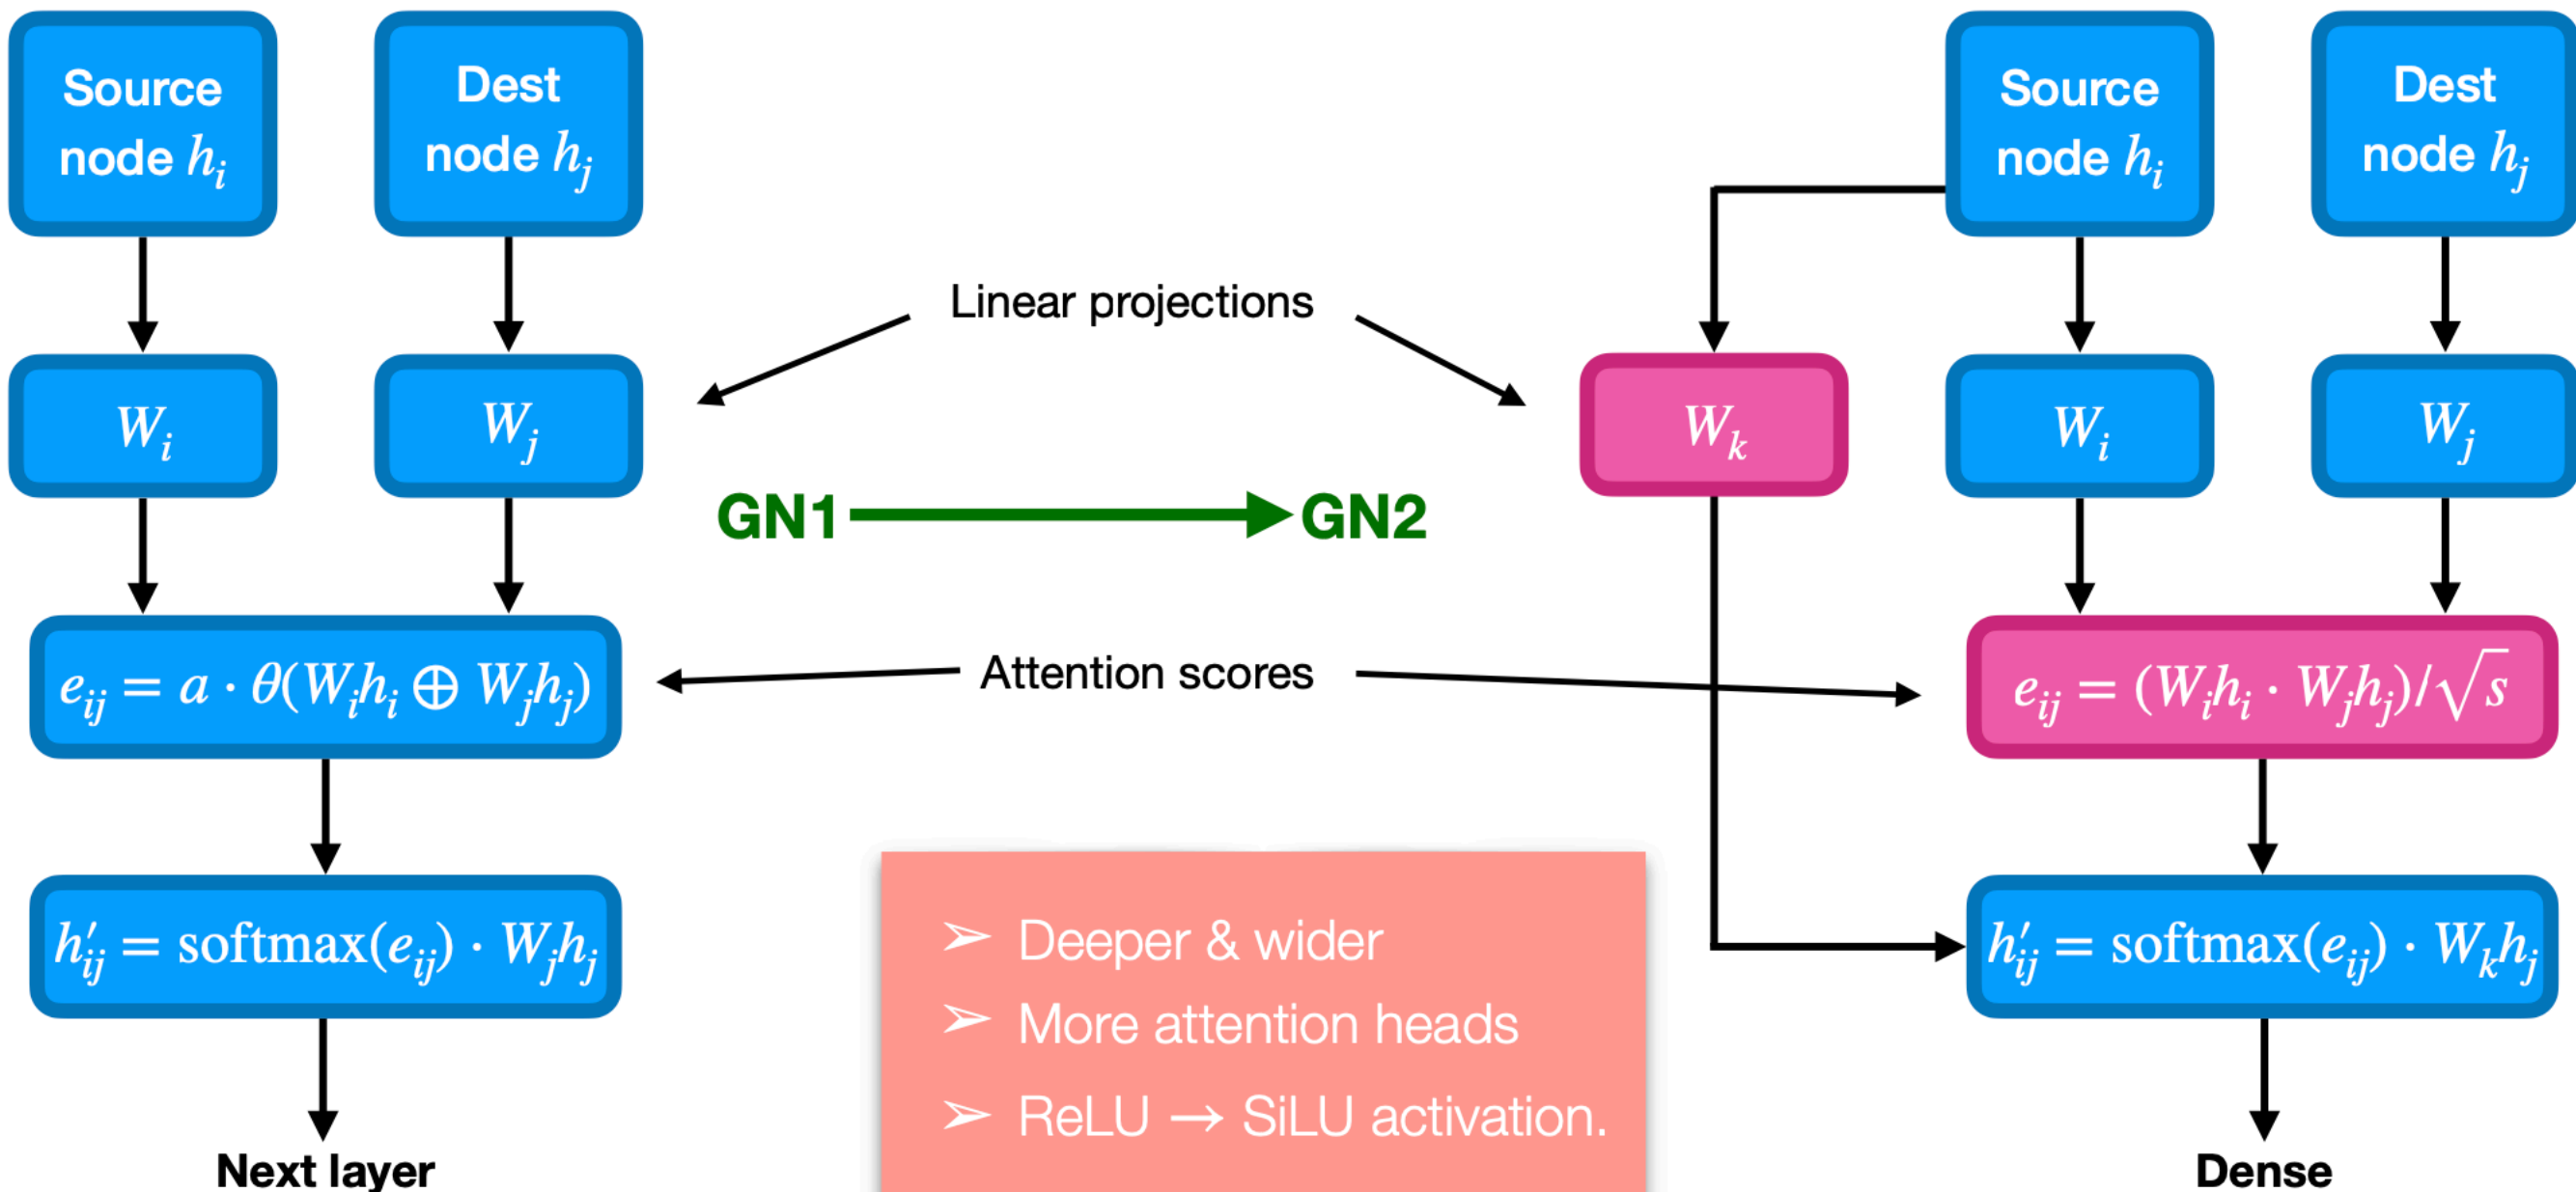 Source
node hᵢ
Dest
node hⱼ
Wᵢ
Wⱼ
eᵢⱼ = a · θ(Wᵢhᵢ ⊕ Wⱼhⱼ)
h′ᵢⱼ = softmax(eᵢⱼ) · Wⱼhⱼ
Next layer
Linear projections
GN1
GN2
Attention scores
➢ Deeper & wider
➢ More attention heads
➢ ReLU → SiLU activation.
Source
node hᵢ
Dest
node hⱼ
Wₖ
Wᵢ
Wⱼ
eᵢⱼ = (Wᵢhᵢ · Wⱼhⱼ)/√s
h′ᵢⱼ = softmax(eᵢⱼ) · Wₖhⱼ
Dense